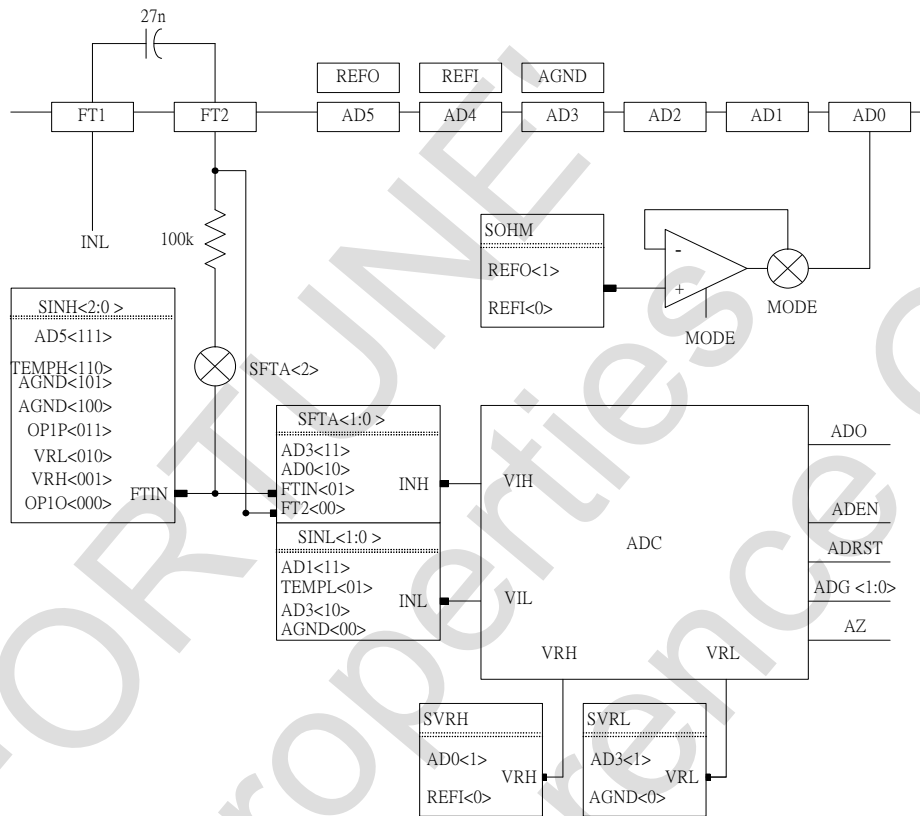 27n
REFO
REFI
AGND
FT1
FT2
AD5
AD4
AD3
AD2
AD1
AD0
INL
100k
SFTA<2>
SOHM
REFO<1>
REFI<0>
-
+
MODE
MODE
SINH<2:0 >
AD5<111>
TEMPH<110>
AGND<101>
AGND<100>
OP1P<011>
VRL<010>
VRH<001>
OP1O<000>
FTIN
SFTA<1:0 >
AD3<11>
AD0<10>
FTIN<01>
FT2<00>
INH
SINL<1:0 >
AD1<11>
TEMPL<01>
AD3<10>
AGND<00>
INL
VIH
VIL
ADC
VRH
VRL
ADO
ADEN
ADRST
ADG <1:0>
AZ
SVRH
AD0<1>
REFI<0>
VRH
SVRL
AD3<1>
AGND<0>
VRL
FORTUNE'
Properties